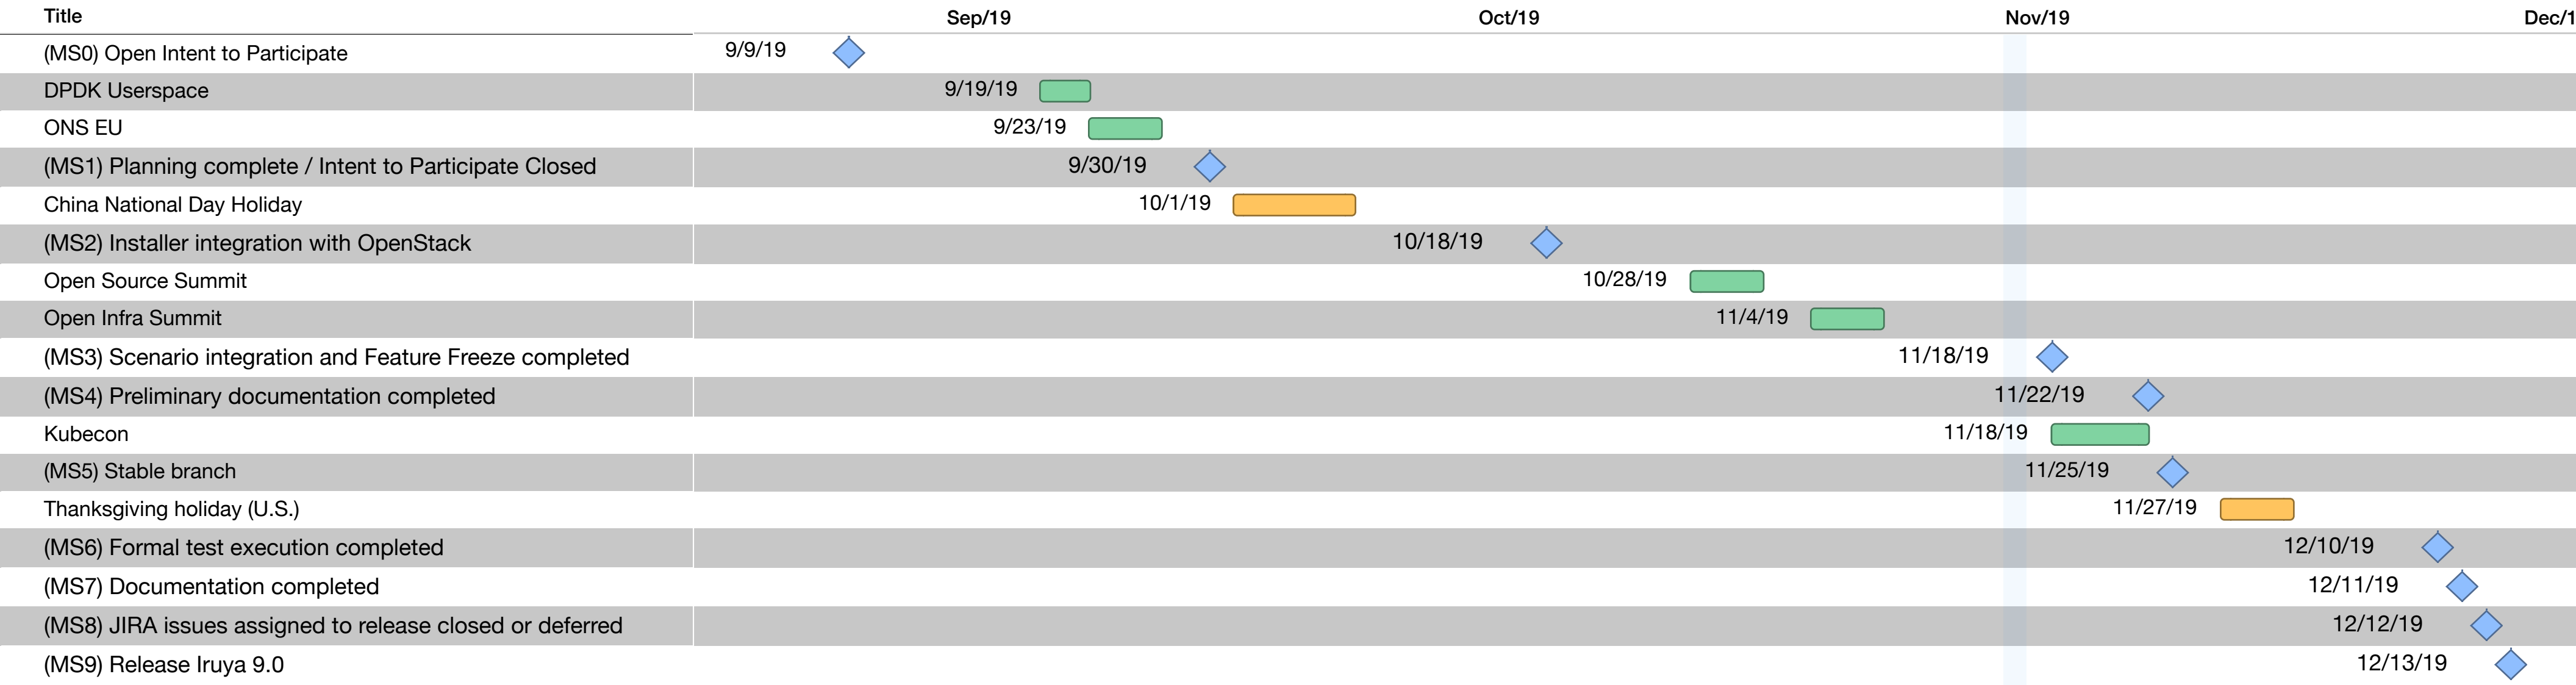 Title Sep/19 Oct/19 Nov/19 Dec/1
(MS0) Open Intent to Participate 9/9/19
DPDK Userspace 9/19/19
ONS EU 9/23/19
(MS1) Planning complete / Intent to Participate Closed 9/30/19
China National Day Holiday 10/1/19
(MS2) Installer integration with OpenStack 10/18/19
Open Source Summit 10/28/19
Open Infra Summit 11/4/19
(MS3) Scenario integration and Feature Freeze completed 11/18/19
(MS4) Preliminary documentation completed 11/22/19
Kubecon 11/18/19
(MS5) Stable branch 11/25/19
Thanksgiving holiday (U.S.) 11/27/19
(MS6) Formal test execution completed 12/10/19
(MS7) Documentation completed 12/11/19
(MS8) JIRA issues assigned to release closed or deferred 12/12/19
(MS9) Release Iruya 9.0 12/13/19